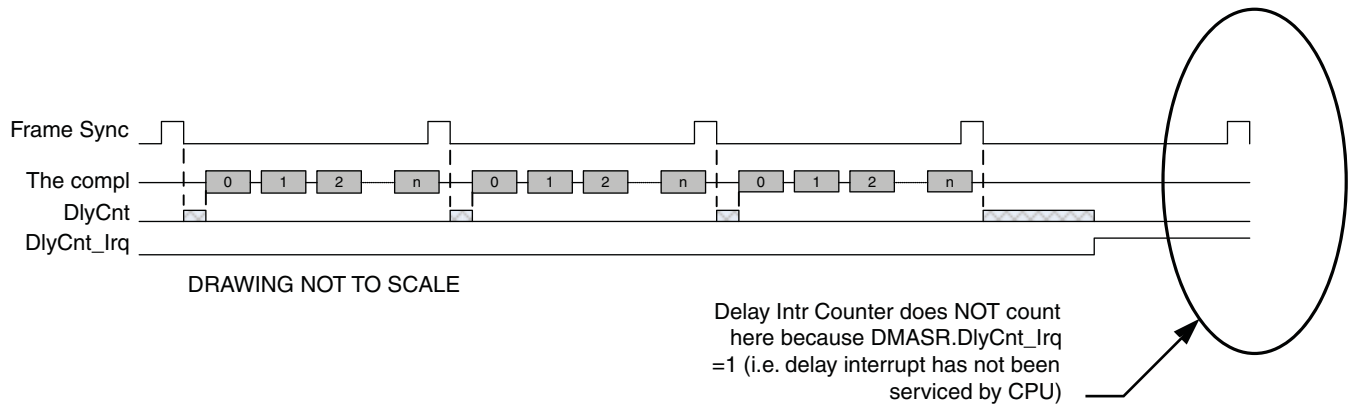 Frame Sync
The compl
0 1 2 n 0 1 2 n 0 1 2 n
DlyCnt
DlyCnt_Irq
DRAWING NOT TO SCALE
Delay Intr Counter does NOT count
here because DMASR.DlyCnt_Irq
=1 (i.e. delay interrupt has not been
serviced by CPU)